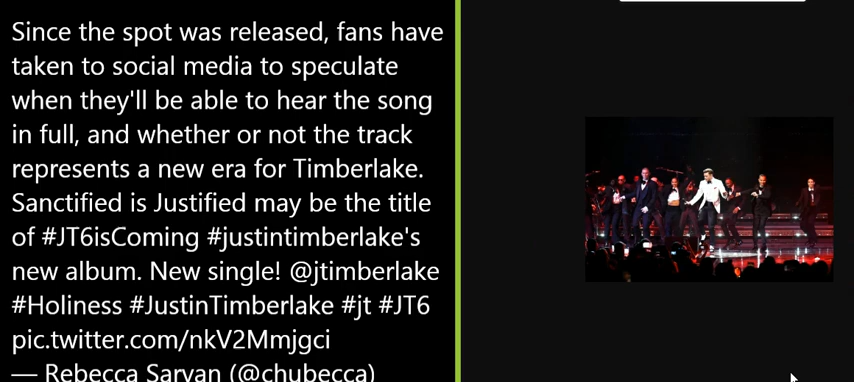 Since the spot was released, fans have
taken to social media to speculate
when they'll be able to hear the song
in full, and whether or not the track
represents a new era for Timberlake.
Sanctified is Justified may be the title
of #JT6isComing #justintimberlake's
new album. New single! @jtimberlake
#Holiness #JustinTimberlake #jt #JT6
pic.twitter.com/nkV2Mmjgci
— Rebecca Sarvan (@chubecca)